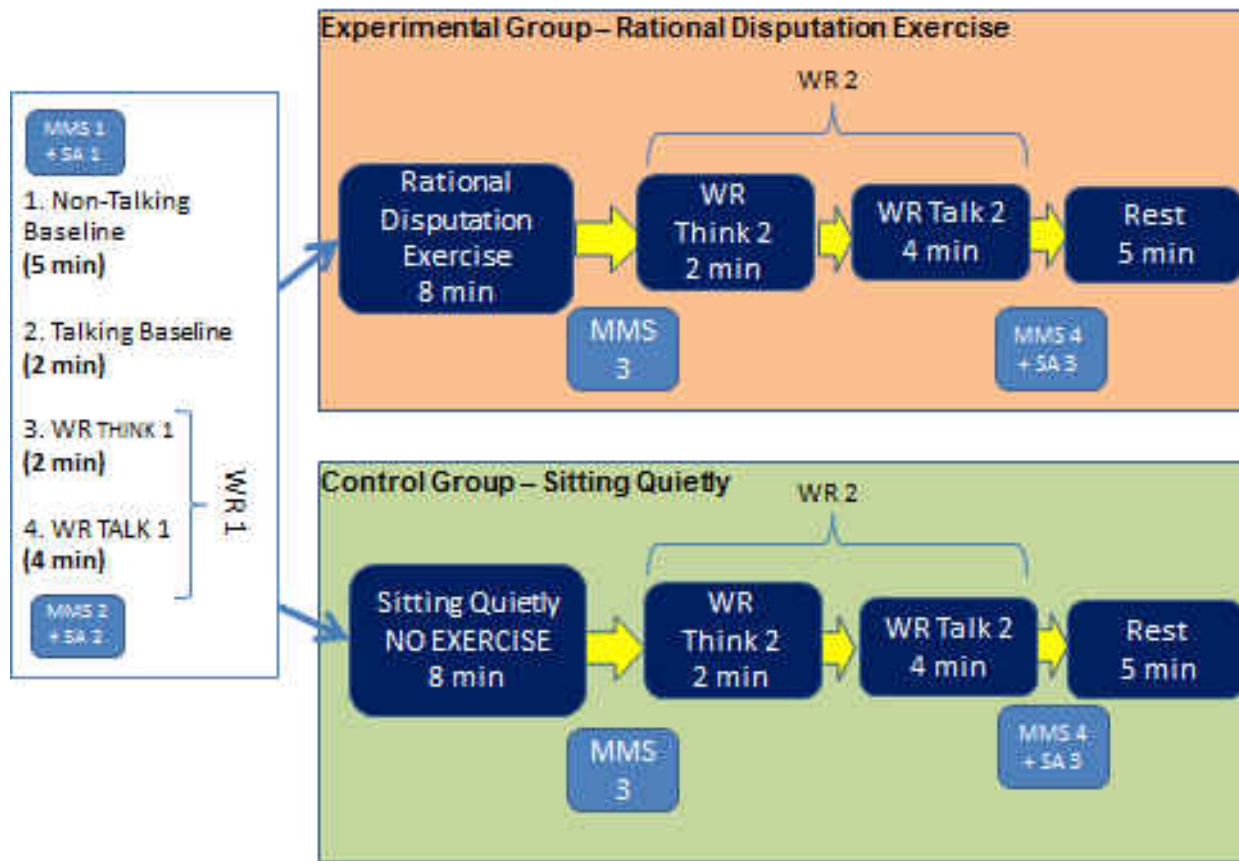 MMS 1
+ SA 1
1. Non-Talking
Baseline
(5 min)
2. Talking Baseline
(2 min)
3. WR THINK 1
(2 min)
4. WR TALK 1
(4 min)
WR 1
MMS 2
+ SA 2
Experimental Group – Rational Disputation Exercise
WR 2
Rational
Disputation
Exercise
8 min
WR
Think 2
2 min
WR Talk 2
4 min
Rest
5 min
MMS
3
MMS 4
+ SA 3
Control Group – Sitting Quietly
WR 2
Sitting Quietly
NO EXERCISE
8 min
WR
Think 2
2 min
WR Talk 2
4 min
Rest
5 min
MMS
3
MMS 4
+ SA 3